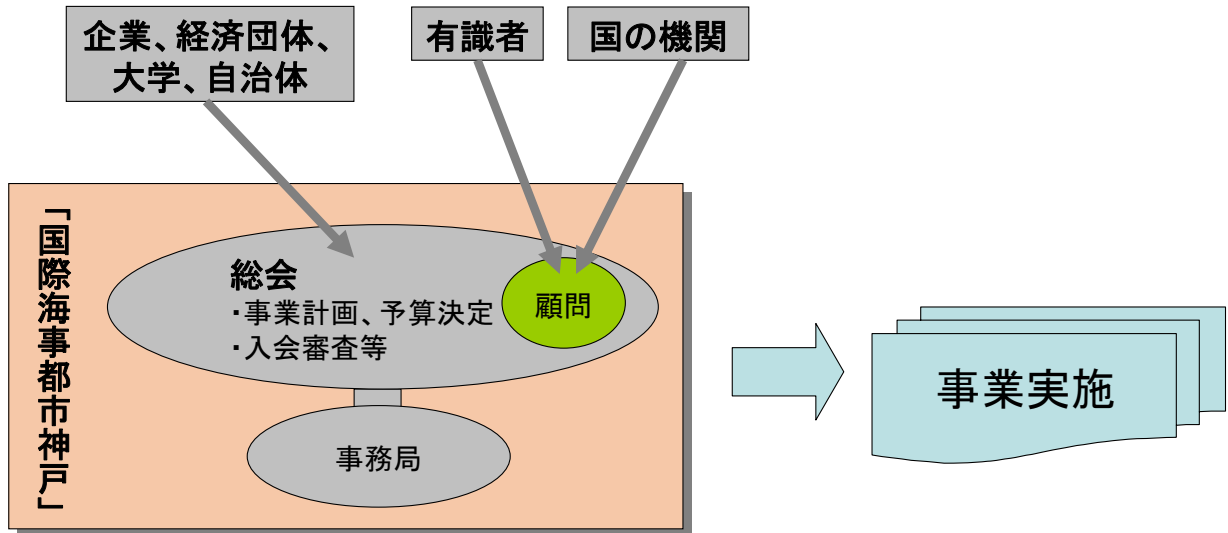 企業、経済団体、
大学、自治体
有識者
国の機関
「国際海事都市神戸」
総会
・事業計画、予算決定
・入会審査等
顧問
事務局
事業実施